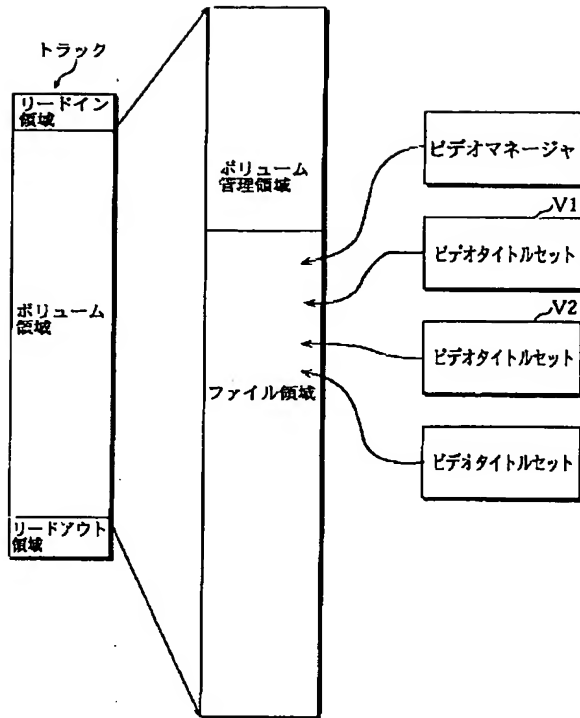 トラック
リードイン
領域
ボリューム
領域
リードアウト
領域
ボリューム
管理領域
ファイル領域
ビデオマネージャ
V1
ビデオタイトルセット
V2
ビデオタイトルセット
ビデオタイトルセット